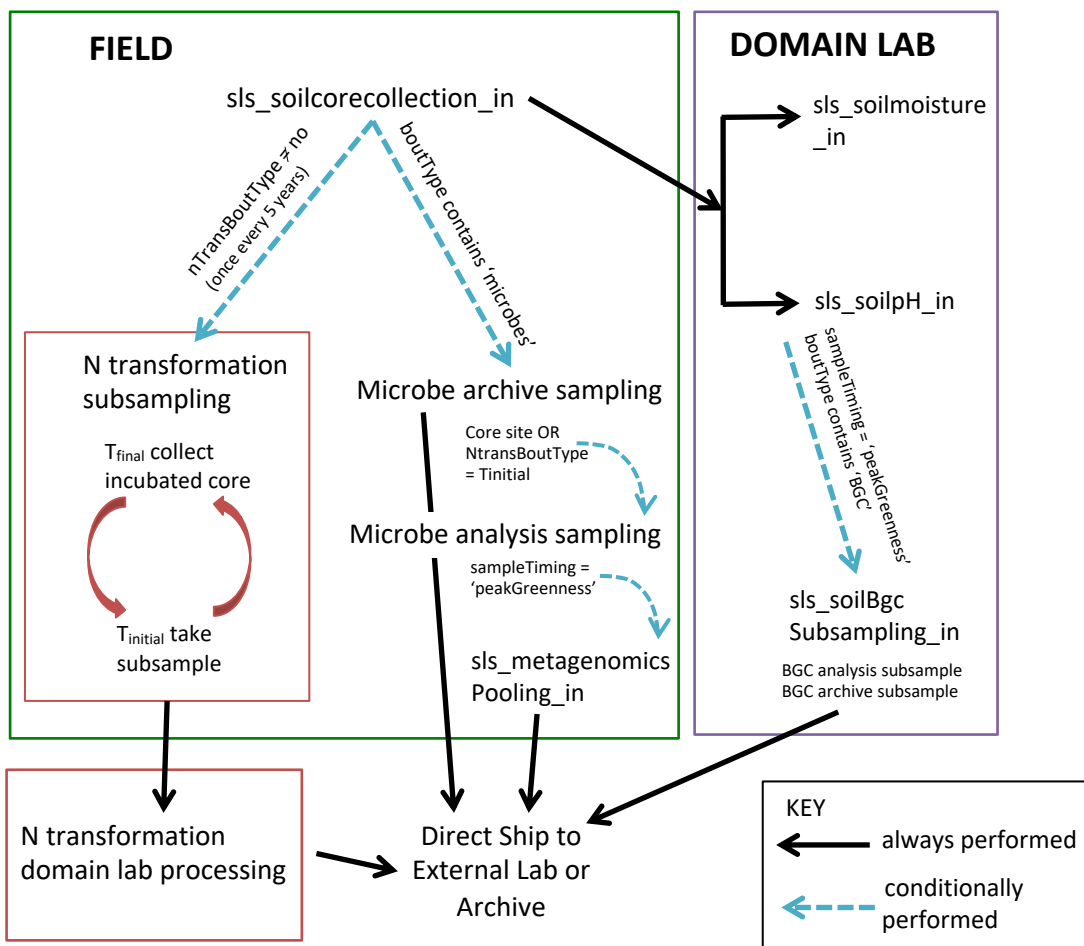 FIELD
sls_soilcorecollection_in
nTransBoutType ≠ no
(once every 5 years)
boutType contains ‘microbes’
N transformation
subsampling
Tfinal collect
incubated core
Tinitial take
subsample
Microbe archive sampling
Core site OR
NtransBoutType
= Tinitial
Microbe analysis sampling
sampleTiming =
‘peakGreenness’
sls_metagenomics
Pooling_in
DOMAIN LAB
sls_soilmoisture
_in
sls_soilpH_in
sampleTiming = ‘peakGreenness’
boutType contains ‘BGC’
sls_soilBgc
Subsampling_in
BGC analysis subsample
BGC archive subsample
N transformation
domain lab processing
Direct Ship to
External Lab or
Archive
KEY
always performed
conditionally
performed